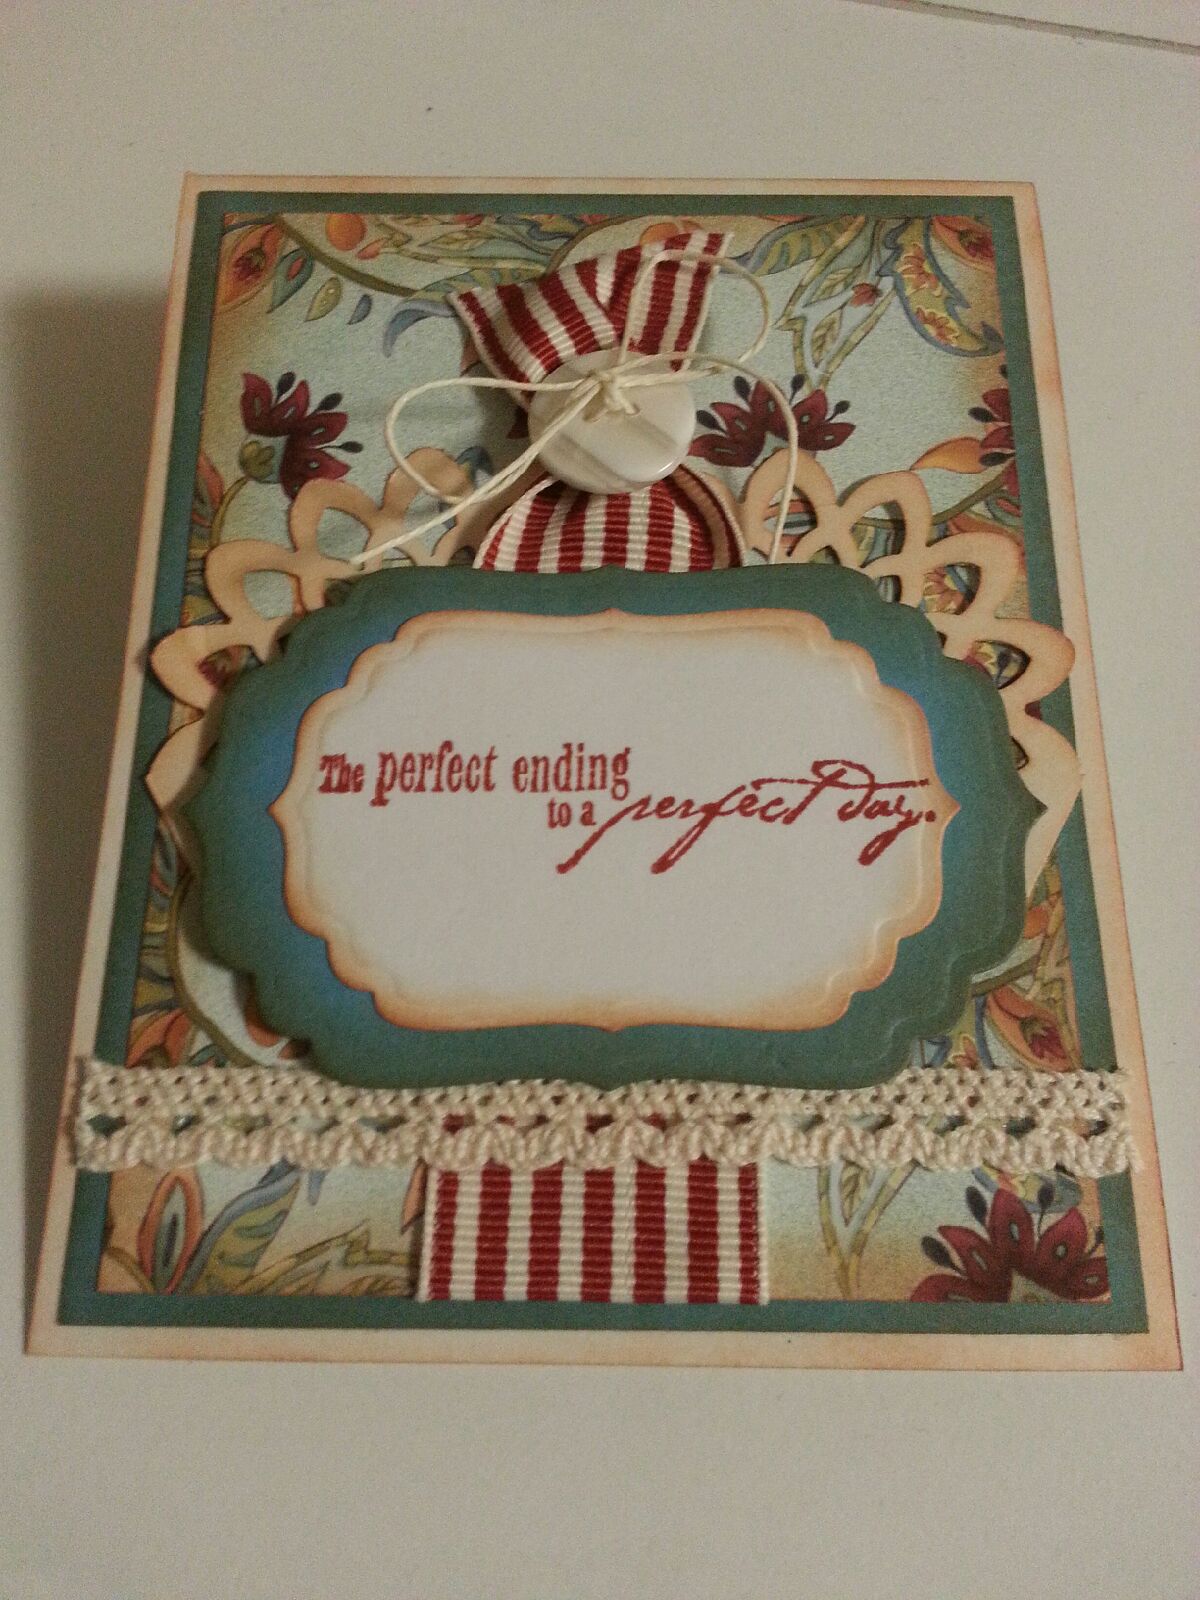 The perfect ending
to a perfect Day.